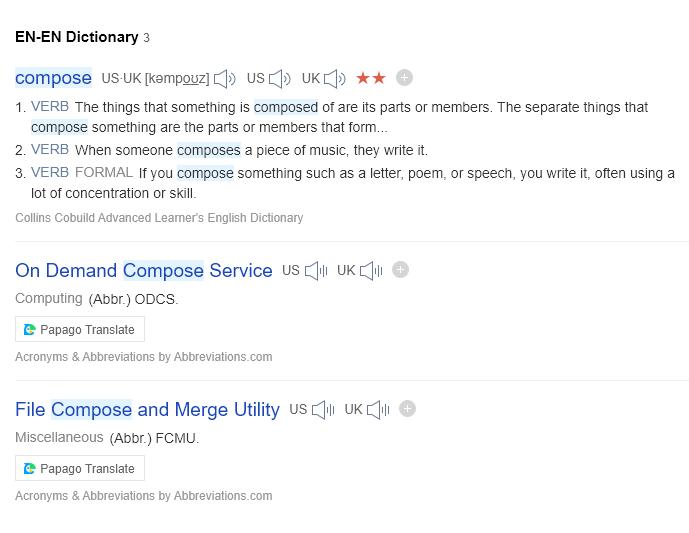 EN-EN Dictionary 3
compose US·UK [kəmpoʊz] US UK
1. VERB The things that something is composed of are its parts or members. The separate things that
compose something are the parts or members that form...
2. VERB When someone composes a piece of music, they write it.
3. VERB FORMAL If you compose something such as a letter, poem, or speech, you write it, often using a
lot of concentration or skill.
Collins Cobuild Advanced Learner's English Dictionary
On Demand Compose Service US UK
Computing (Abbr.) ODCS.
Papago Translate
Acronyms & Abbreviations by Abbreviations.com
File Compose and Merge Utility US UK
Miscellaneous (Abbr.) FCMU.
Papago Translate
Acronyms & Abbreviations by Abbreviations.com